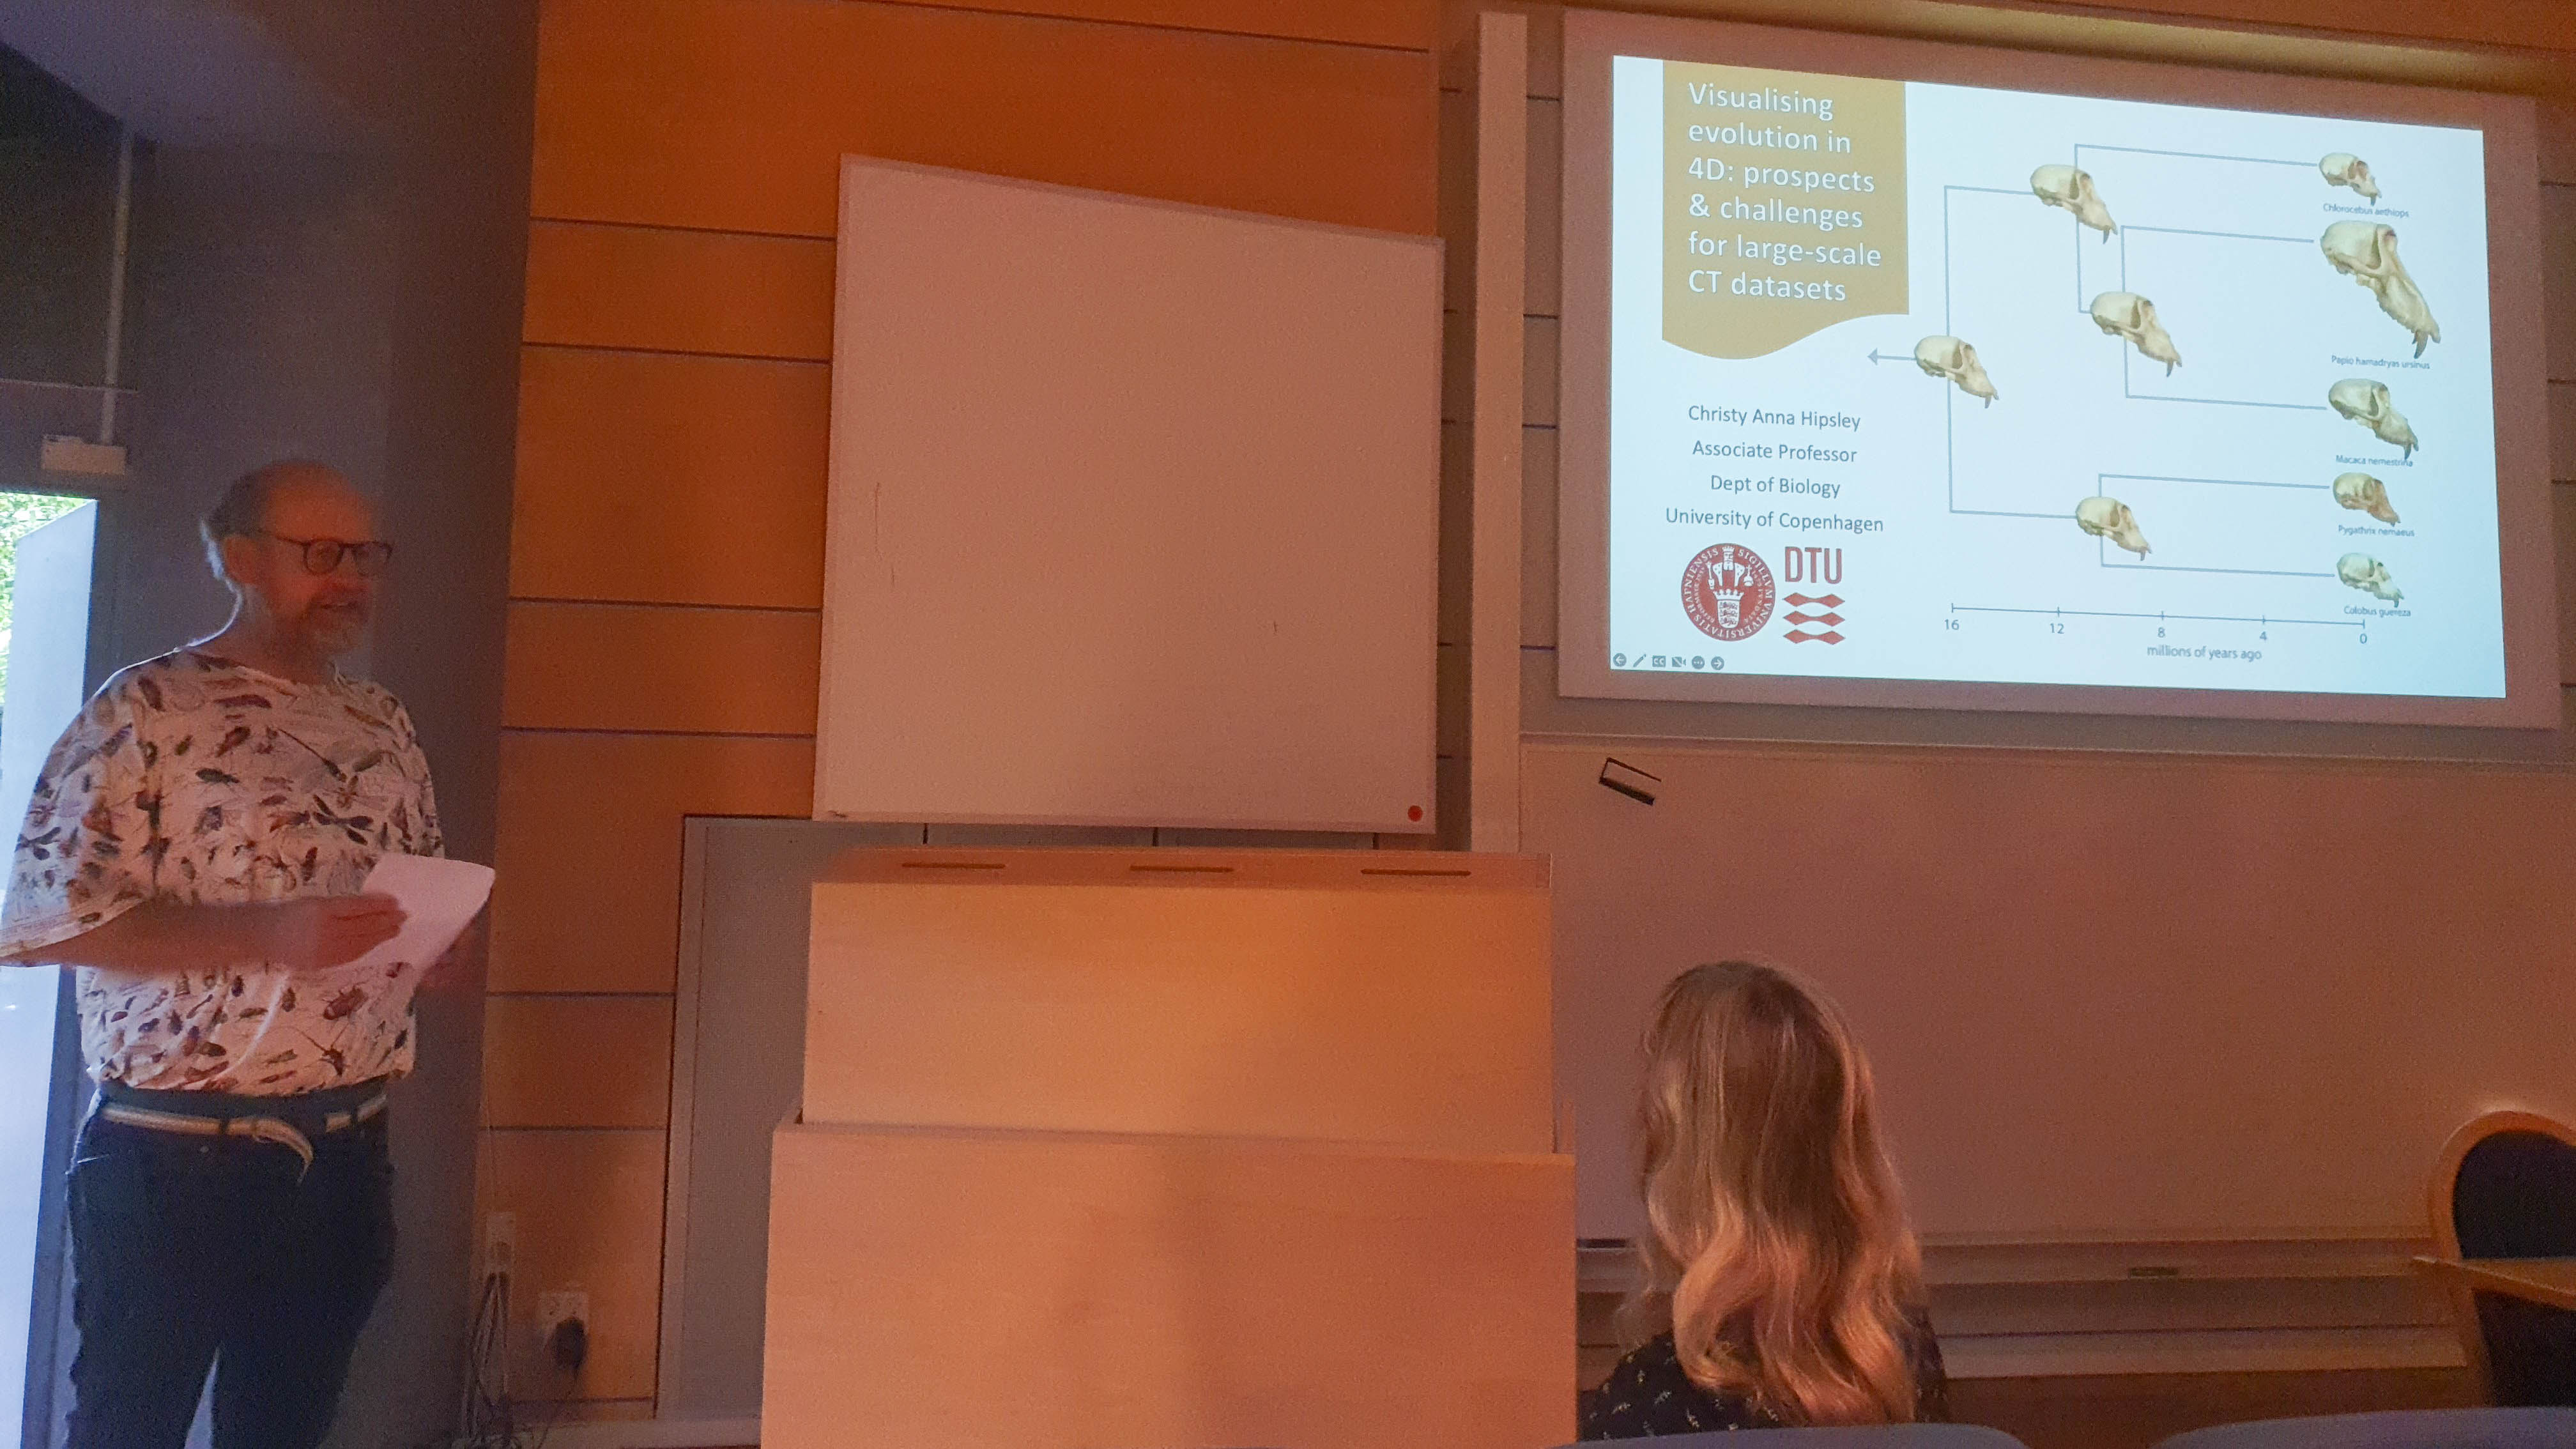 Visualising
evolution in
4D: prospects
& challenges
for large-scale
CT datasets
Christy Anna Hipsley
Associate Professor
Dept of Biology
University of Copenhagen
DTU
Chlorocebus aethiops
Papio hamadryas ursinus
Macaca nemestrina
Pygathrix nemaeus
Colobus guereza
16 12 8 4 0
millions of years ago